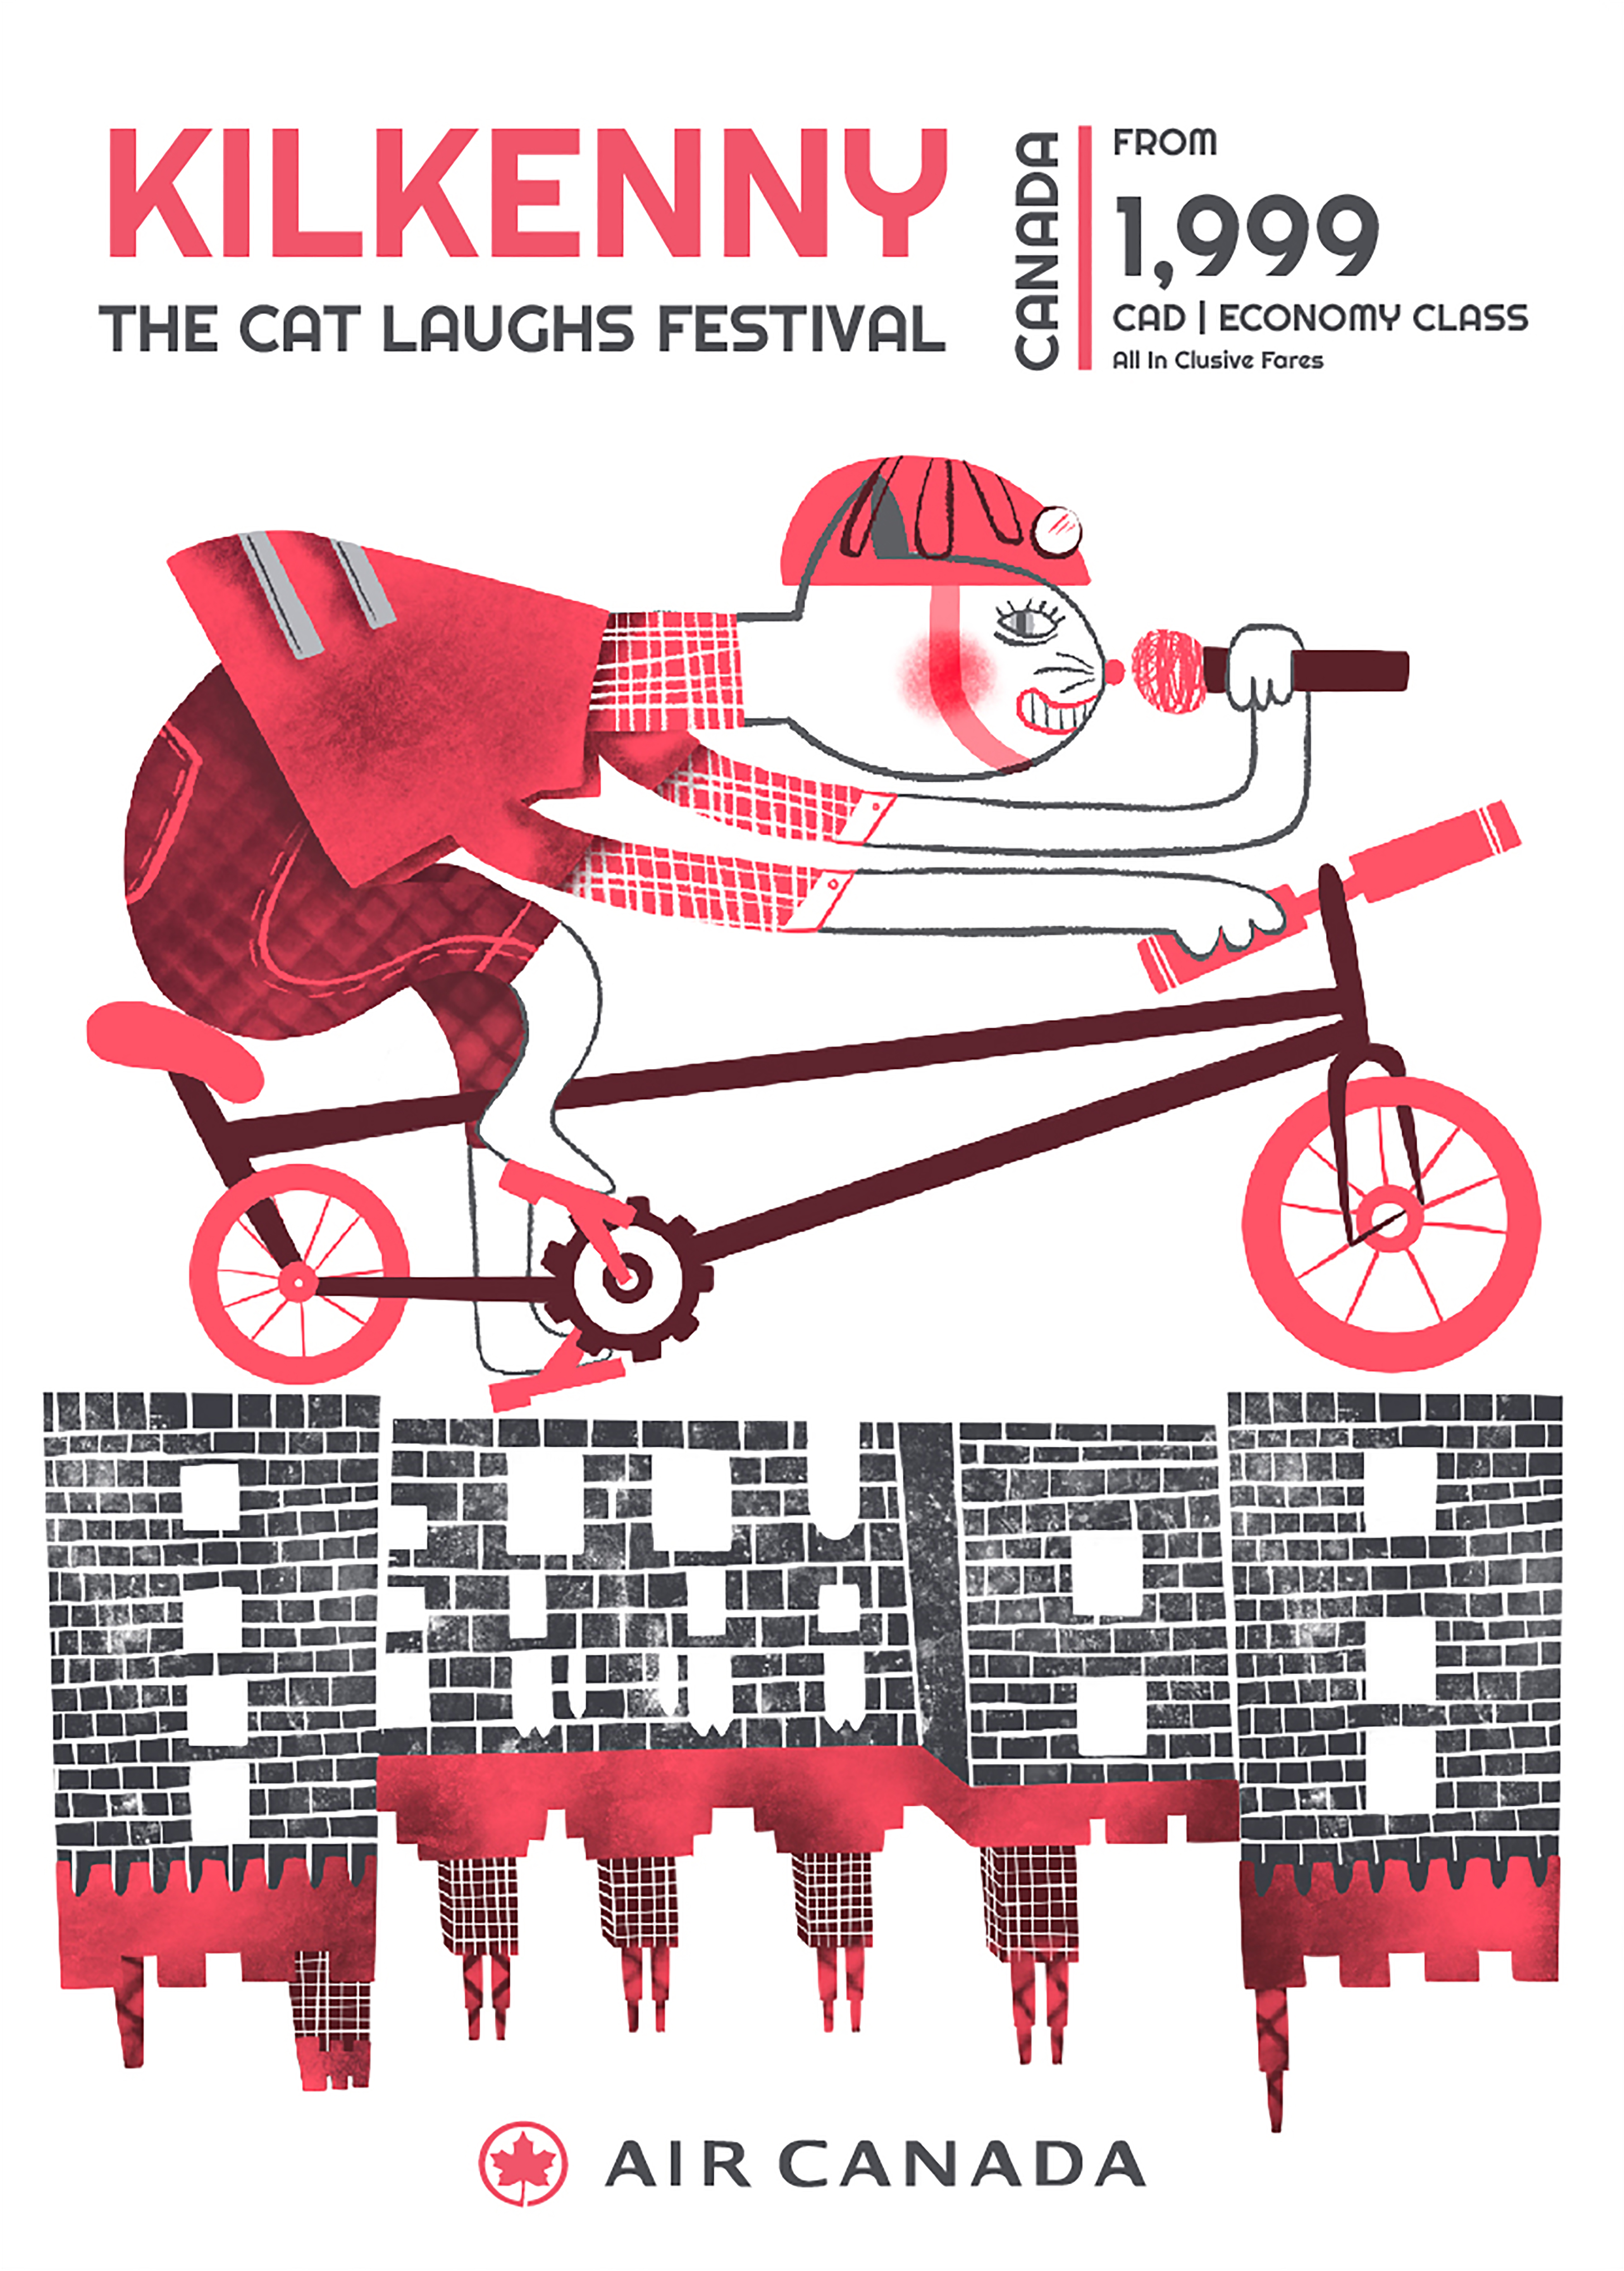 KILKENNY
THE CAT LAUGHS FESTIVAL
CANADA
FROM
1,999
CAD | ECONOMY CLASS
All In Clusive Fares
AIR CANADA